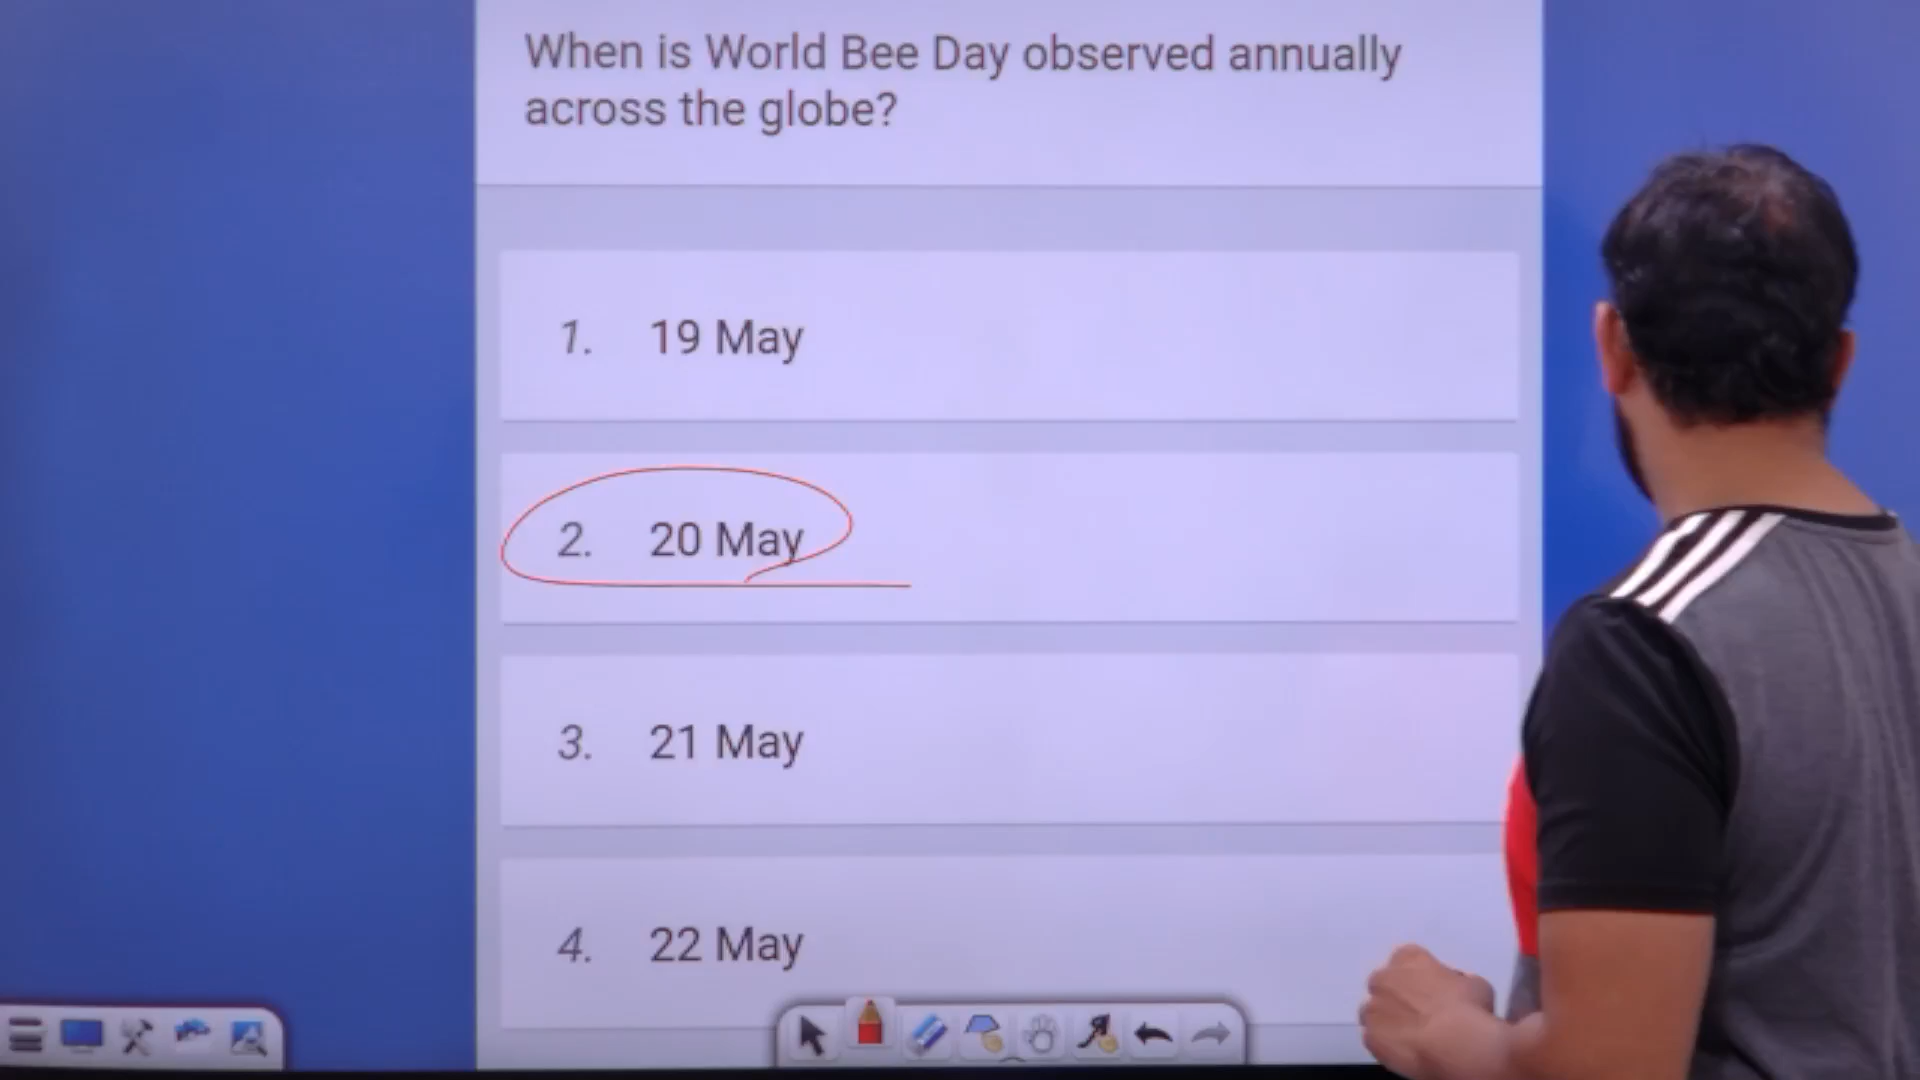 When is World Bee Day observed annually
across the globe?
1. 19 May
2. 20 May
3. 21 May
4. 22 May